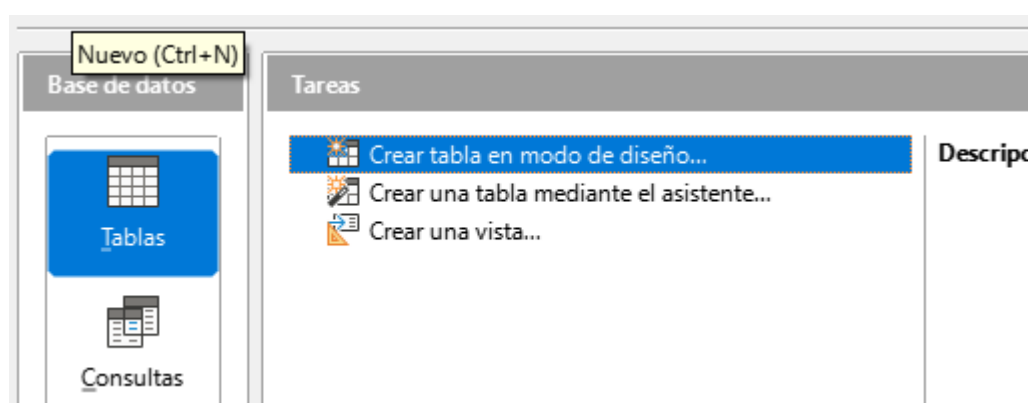 Nuevo (Ctrl+N)
Base de datos
Tareas
Tablas
Consultas
Crear tabla en modo de diseño...
Crear una tabla mediante el asistente...
Crear una vista...